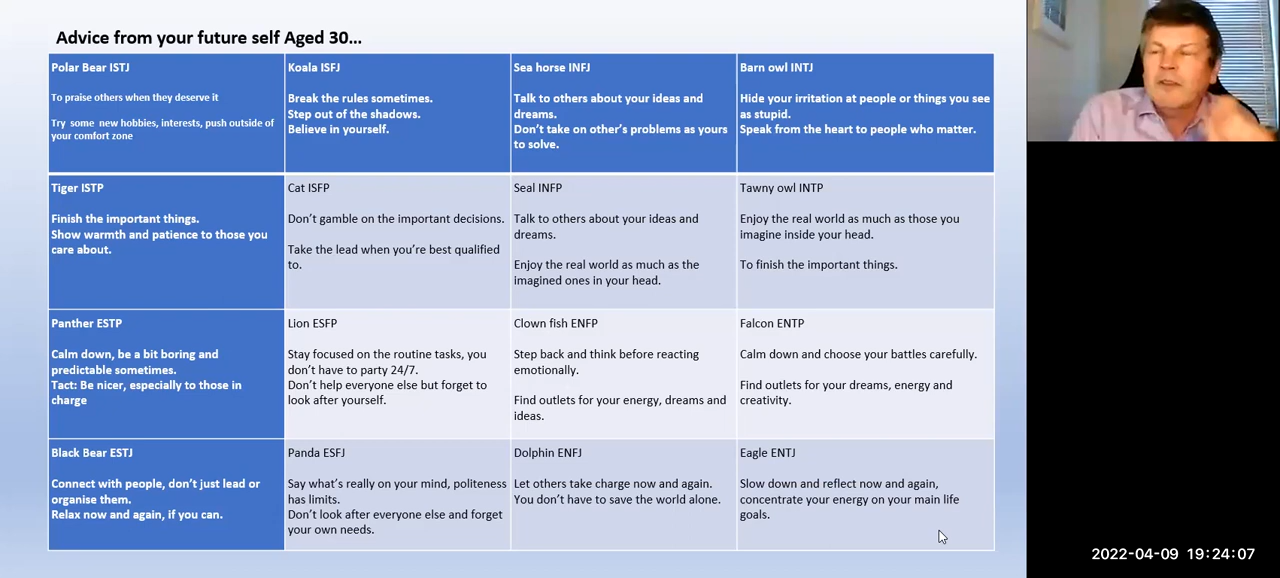 Advice from your future self Aged 30...
Polar Bear ISTJ
To praise others when they deserve it
Try some new hobbies, interests, push outside of
your comfort zone
Koala ISFJ
Break the rules sometimes.
Step out of the shadows.
Believe in yourself.
Sea horse INFJ
Talk to others about your ideas and
dreams.
Don't take on other's problems as yours
to solve.
Barn owl INTJ
Hide your irritation at people or things you see
as stupid.
Speak from the heart to people who matter.
Tiger ISTP
Finish the important things.
Show warmth and patience to those you
care about.
Cat ISFP
Don't gamble on the important decisions.
Take the lead when you're best qualified
to.
Seal INFP
Talk to others about your ideas and
dreams.
Enjoy the real world as much as the
imagined ones in your head.
Tawny owl INTP
Enjoy the real world as much as those you
imagine inside your head.
To finish the important things.
Panther ESTP
Calm down, be a bit boring and
predictable sometimes.
Tact: Be nicer, especially to those in
charge
Lion ESFP
Stay focused on the routine tasks, you
don't have to party 24/7.
Don't help everyone else but forget to
look after yourself.
Clown fish ENFP
Step back and think before reacting
emotionally.
Find outlets for your energy, dreams and
ideas.
Falcon ENTP
Calm down and choose your battles carefully.
Find outlets for your dreams, energy and
creativity.
Black Bear ESTJ
Connect with people, don't just lead or
organise them.
Relax now and again, if you can.
Panda ESFJ
Say what's really on your mind, politeness
has limits.
Don't look after everyone else and forget
your own needs.
Dolphin ENFJ
Let others take charge now and again.
You don't have to save the world alone.
Eagle ENTJ
Slow down and reflect now and again,
concentrate your energy on your main life
goals.
2022-04-09 19:24:07